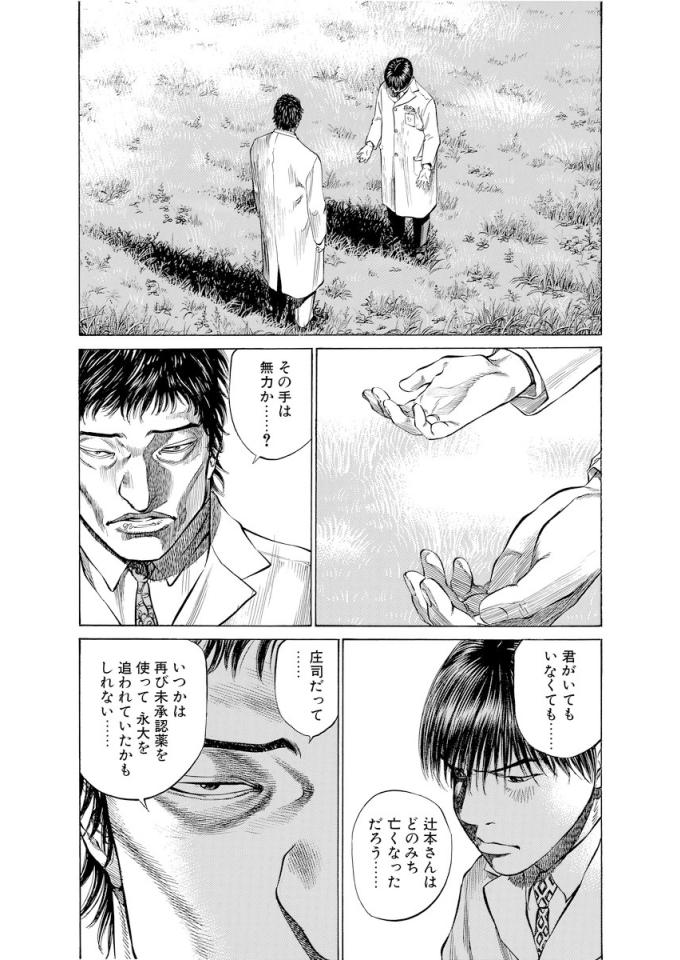 その手は
無力か……？
君がいても
いなくても……
辻本さんは
どのみち
亡くなった
だろう……
庄司だって
……
いつかは
再び未承認薬を
使って 永大を
追われていたかも
しれない……